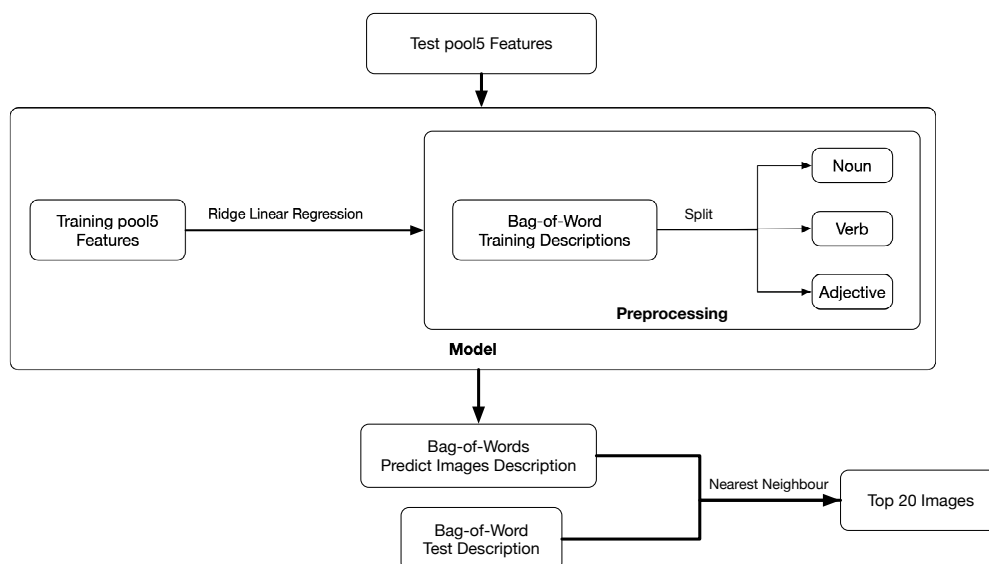 Test pool5 Features
Training pool5
Features
Ridge Linear Regression
Bag-of-Word
Training Descriptions
Split
Noun
Verb
Adjective
Preprocessing
Model
Bag-of-Words
Predict Images Description
Bag-of-Word
Test Description
Nearest Neighbour
Top 20 Images